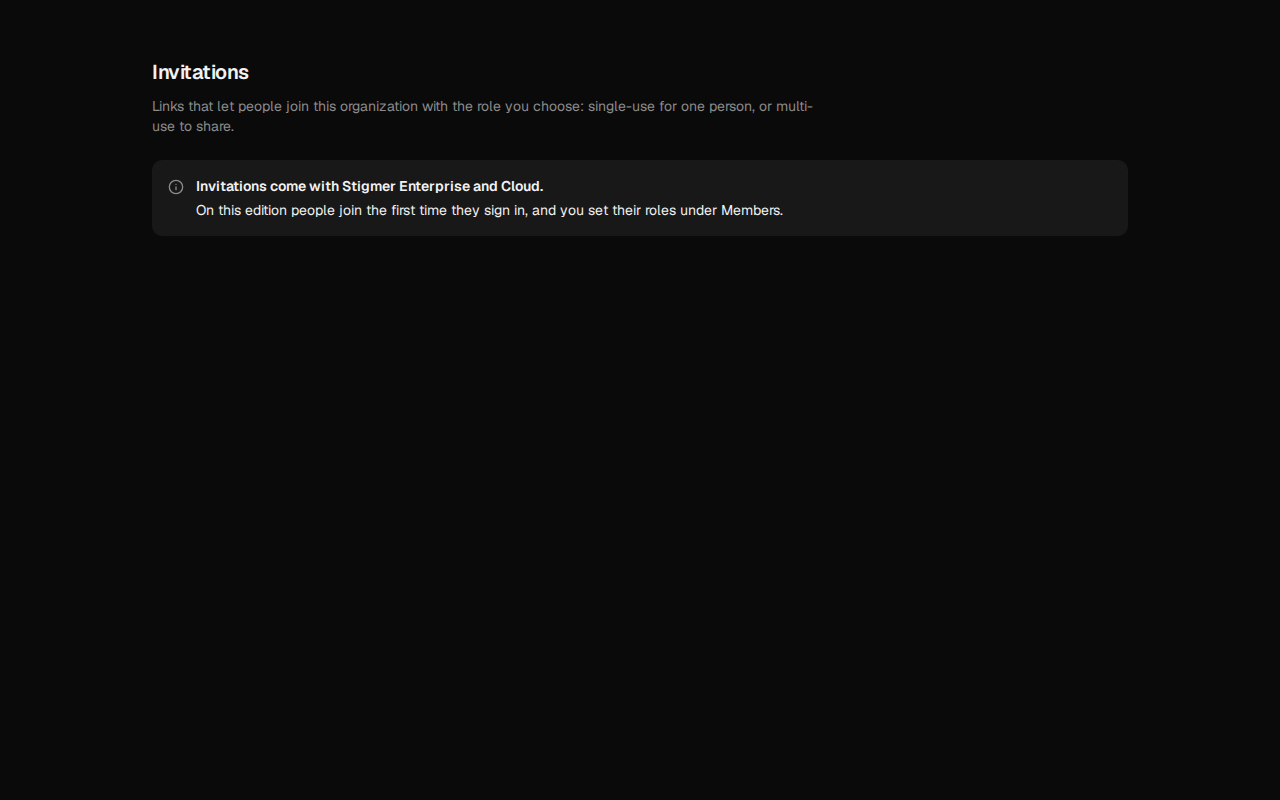 Invitations
Links that let people join this organization with the role you choose: single-use for one person, or multi-
use to share.
Invitations come with Stigmer Enterprise and Cloud.
On this edition people join the first time they sign in, and you set their roles under Members.